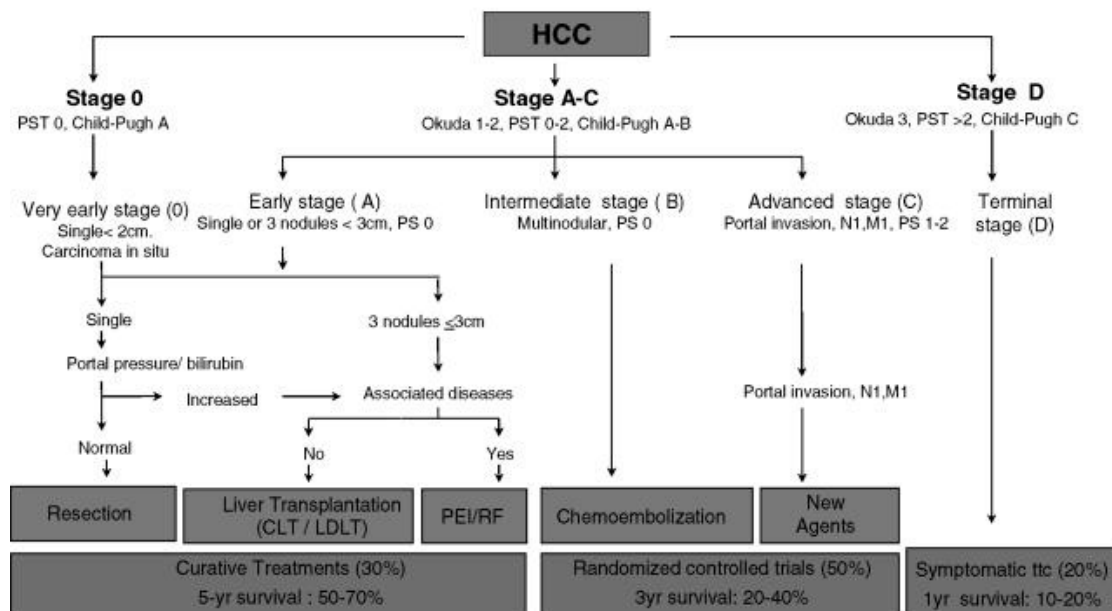 HCC
Stage 0
PST 0, Child-Pugh A
Stage A-C
Okuda 1-2, PST 0-2, Child-Pugh A-B
Stage D
Okuda 3, PST >2, Child-Pugh C
Very early stage (0)
Single< 2cm.
Carcinoma in situ
Early stage ( A)
Single or 3 nodules < 3cm, PS 0
Intermediate stage ( B)
Multinodular, PS 0
Advanced stage (C)
Portal invasion, N1,M1, PS 1-2
Terminal
stage (D)
Single
3 nodules ≤3cm
Portal pressure/ bilirubin
Increased
Associated diseases
Portal invasion, N1,M1
Normal
No
Yes
Resection
Liver Transplantation
(CLT / LDLT)
PEI/RF
Chemoembolization
New
Agents
Curative Treatments (30%)
5-yr survival : 50-70%
Randomized controlled trials (50%)
3yr survival: 20-40%
Symptomatic ttc (20%)
1yr survival: 10-20%